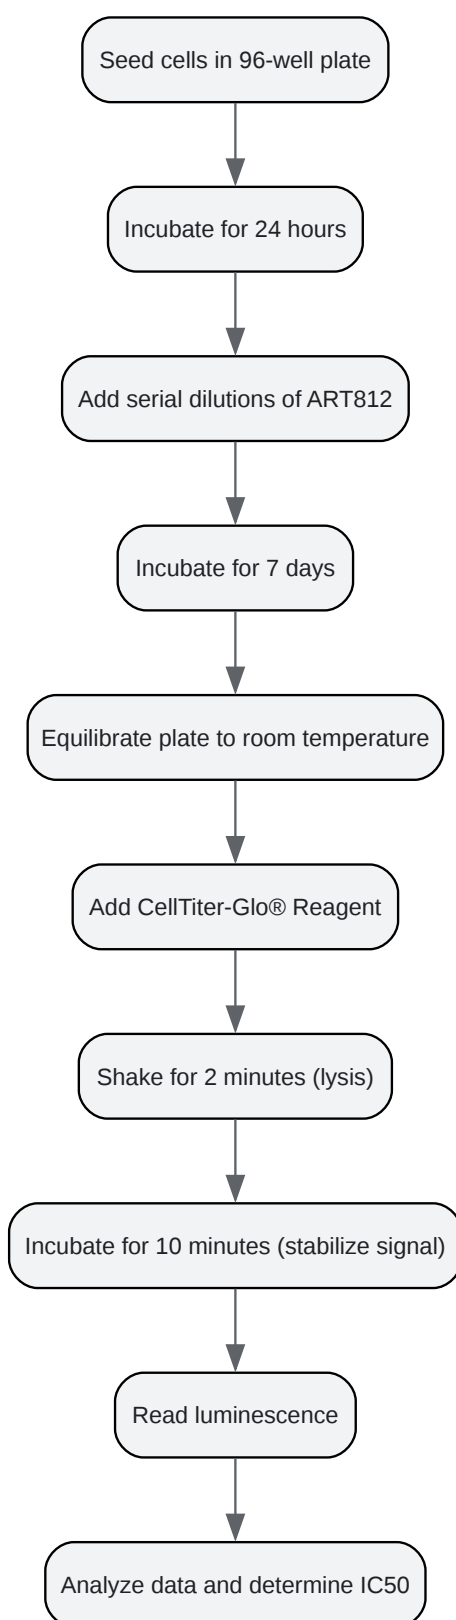 Seed cells in 96-well plate
Incubate for 24 hours
Add serial dilutions of ART812
Incubate for 7 days
Equilibrate plate to room temperature
Add CellTiter-Glo® Reagent
Shake for 2 minutes (lysis)
Incubate for 10 minutes (stabilize signal)
Read luminescence
Analyze data and determine IC50